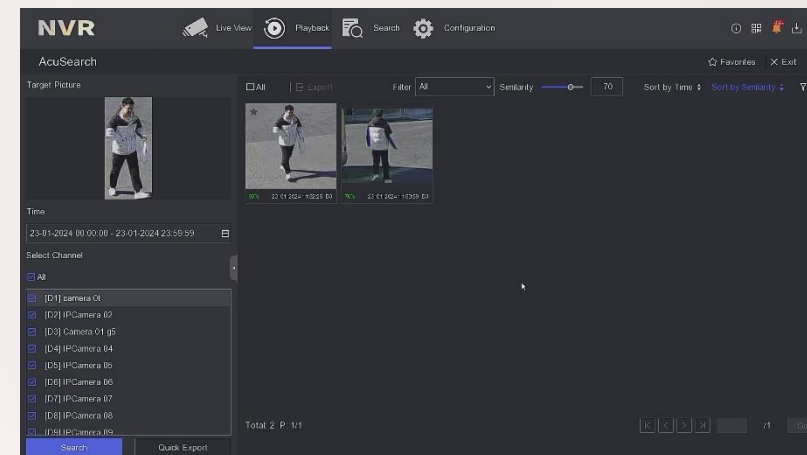 NVR
Live View
Playback
Search
Configuration
AcuSearch
Favorites
Exit
Target Picture
All
Export
Filter
All
Similarity
70
Sort by Time
Sort by Similarity
Time
23-01-2024 00:00:00 - 23-01-2024 23:59:59
Select Channel
All
[D1] camera 01
[D2] IPCamera 02
[D3] Camera 01 g5
[D4] IPCamera 04
[D5] IPCamera 05
[D6] IPCamera 06
[D7] IPCamera 07
[D8] IPCamera 08
[D9] IPCamera 09
Total: 2 P: 1/1
/1
Search
Quick Export